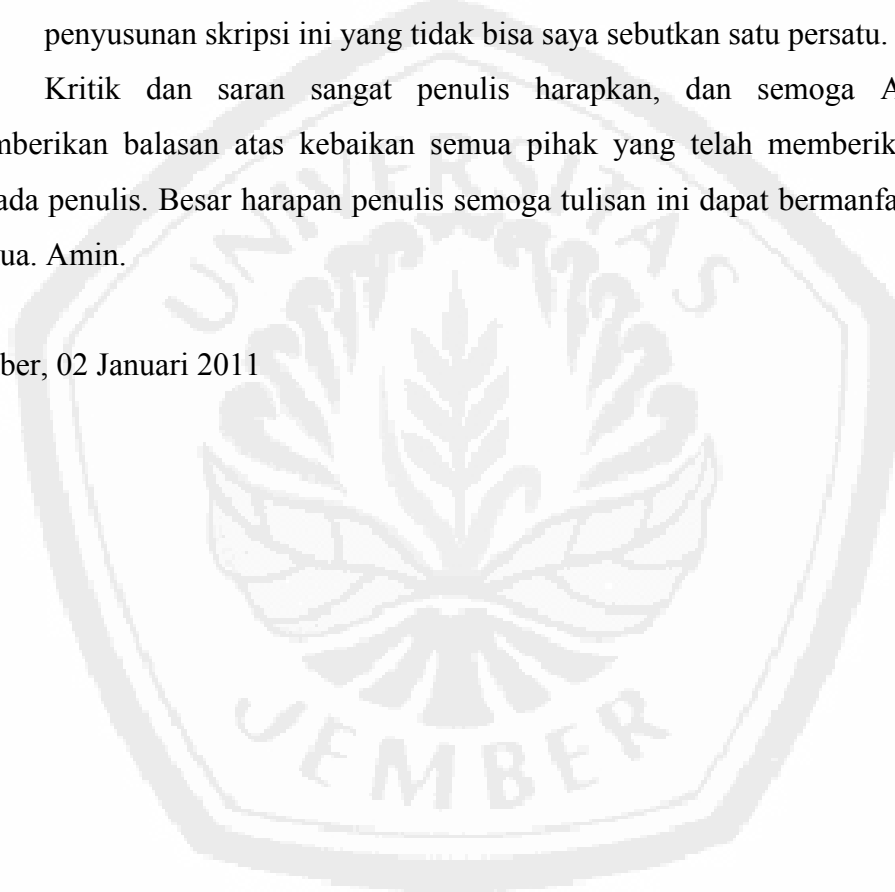 penyusunan skripsi ini yang tidak bisa saya sebutkan satu persatu.
Kritik dan saran sangat penulis harapkan, dan semoga A
mberikan balasan atas kebaikan semua pihak yang telah memberik
ada penulis. Besar harapan penulis semoga tulisan ini dapat bermanfa
ua. Amin.
ber, 02 Januari 2011
UNIVERSITAS
JEMBER